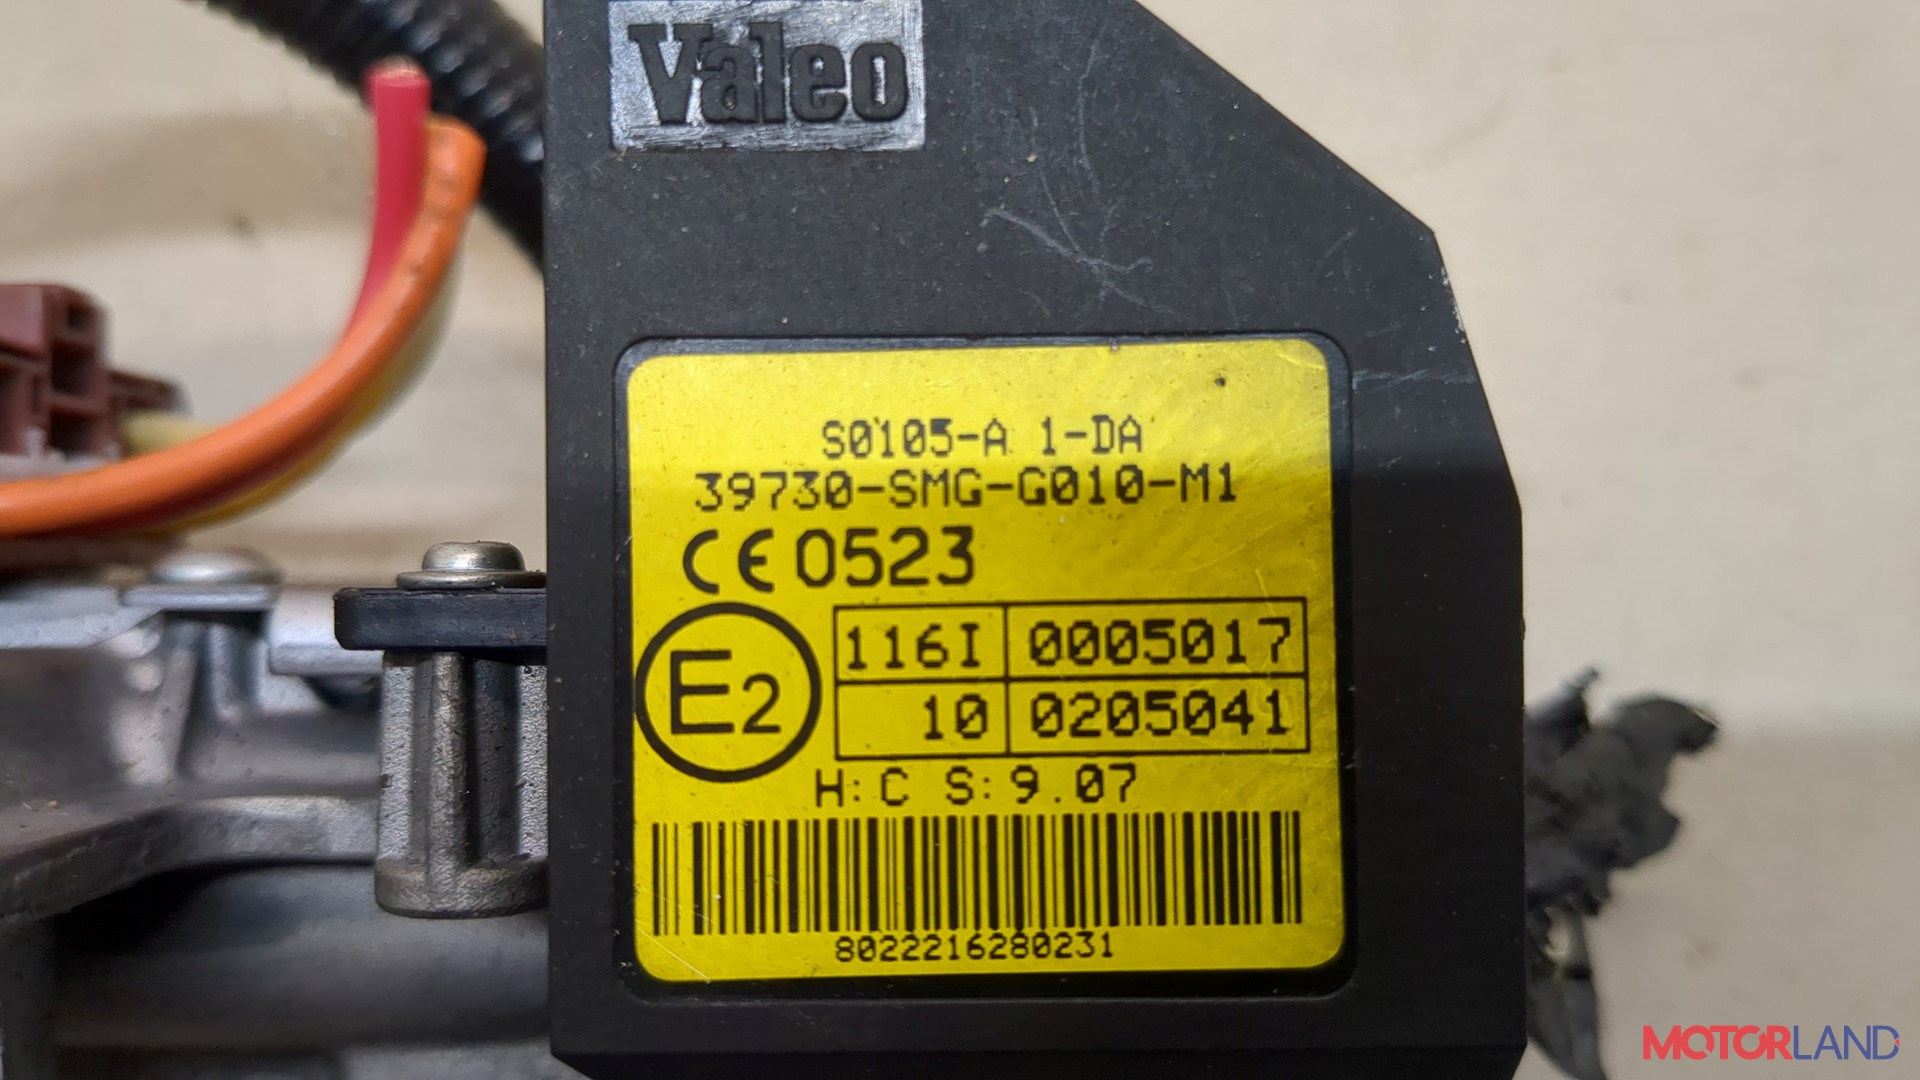 Valeo
S0105-A 1-DA
39730-SMG-G010-M1
CE 0523
E2
116I 0005017
10 0205041
H:C S:9.07
8022216280231
MOTORLAND